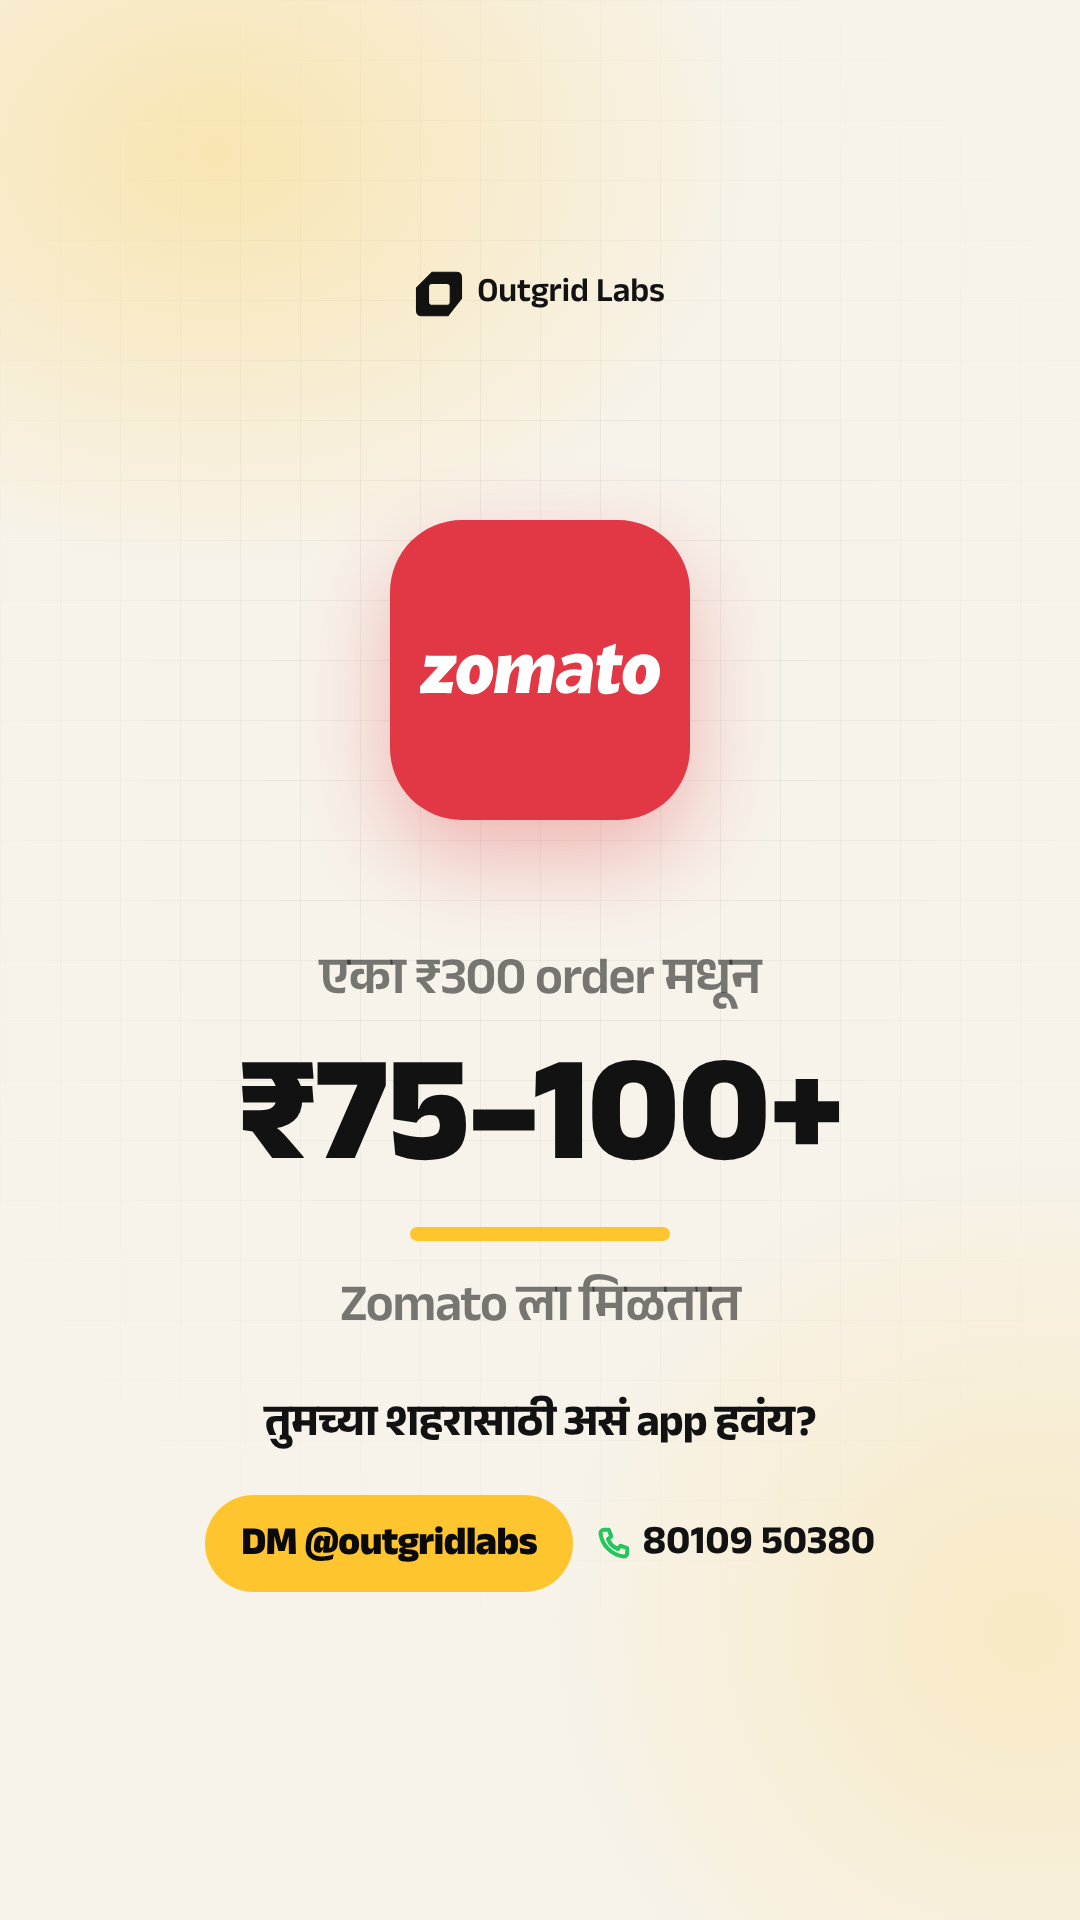 Outgrid Labs
zomato
एका ₹300 order मधून
₹75–100+
Zomato ला मिळतात
तुमच्या शहरासाठी असं app हवंय?
DM @outgridlabs
80109 50380